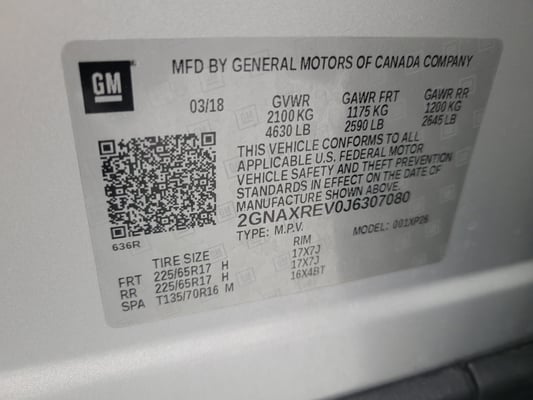 GM
MFD BY GENERAL MOTORS OF CANADA COMPANY
03/18 GVWR GAWR FRT GAWR RR
2100 KG 1175 KG 1200 KG
4630 LB 2590 LB 2645 LB
THIS VEHICLE CONFORMS TO ALL
APPLICABLE U.S. FEDERAL MOTOR
VEHICLE SAFETY AND THEFT PREVENTION
STANDARDS IN EFFECT ON THE DATE OF
MANUFACTURE SHOWN ABOVE.
2GNAXREV0J6307080
636R TYPE: M.P.V. MODEL: 001XP26
TIRE SIZE RIM
FRT 225/65R17 H 17X7J
RR 225/65R17 H 17X7J
SPA T135/70R16 M 16X4BT